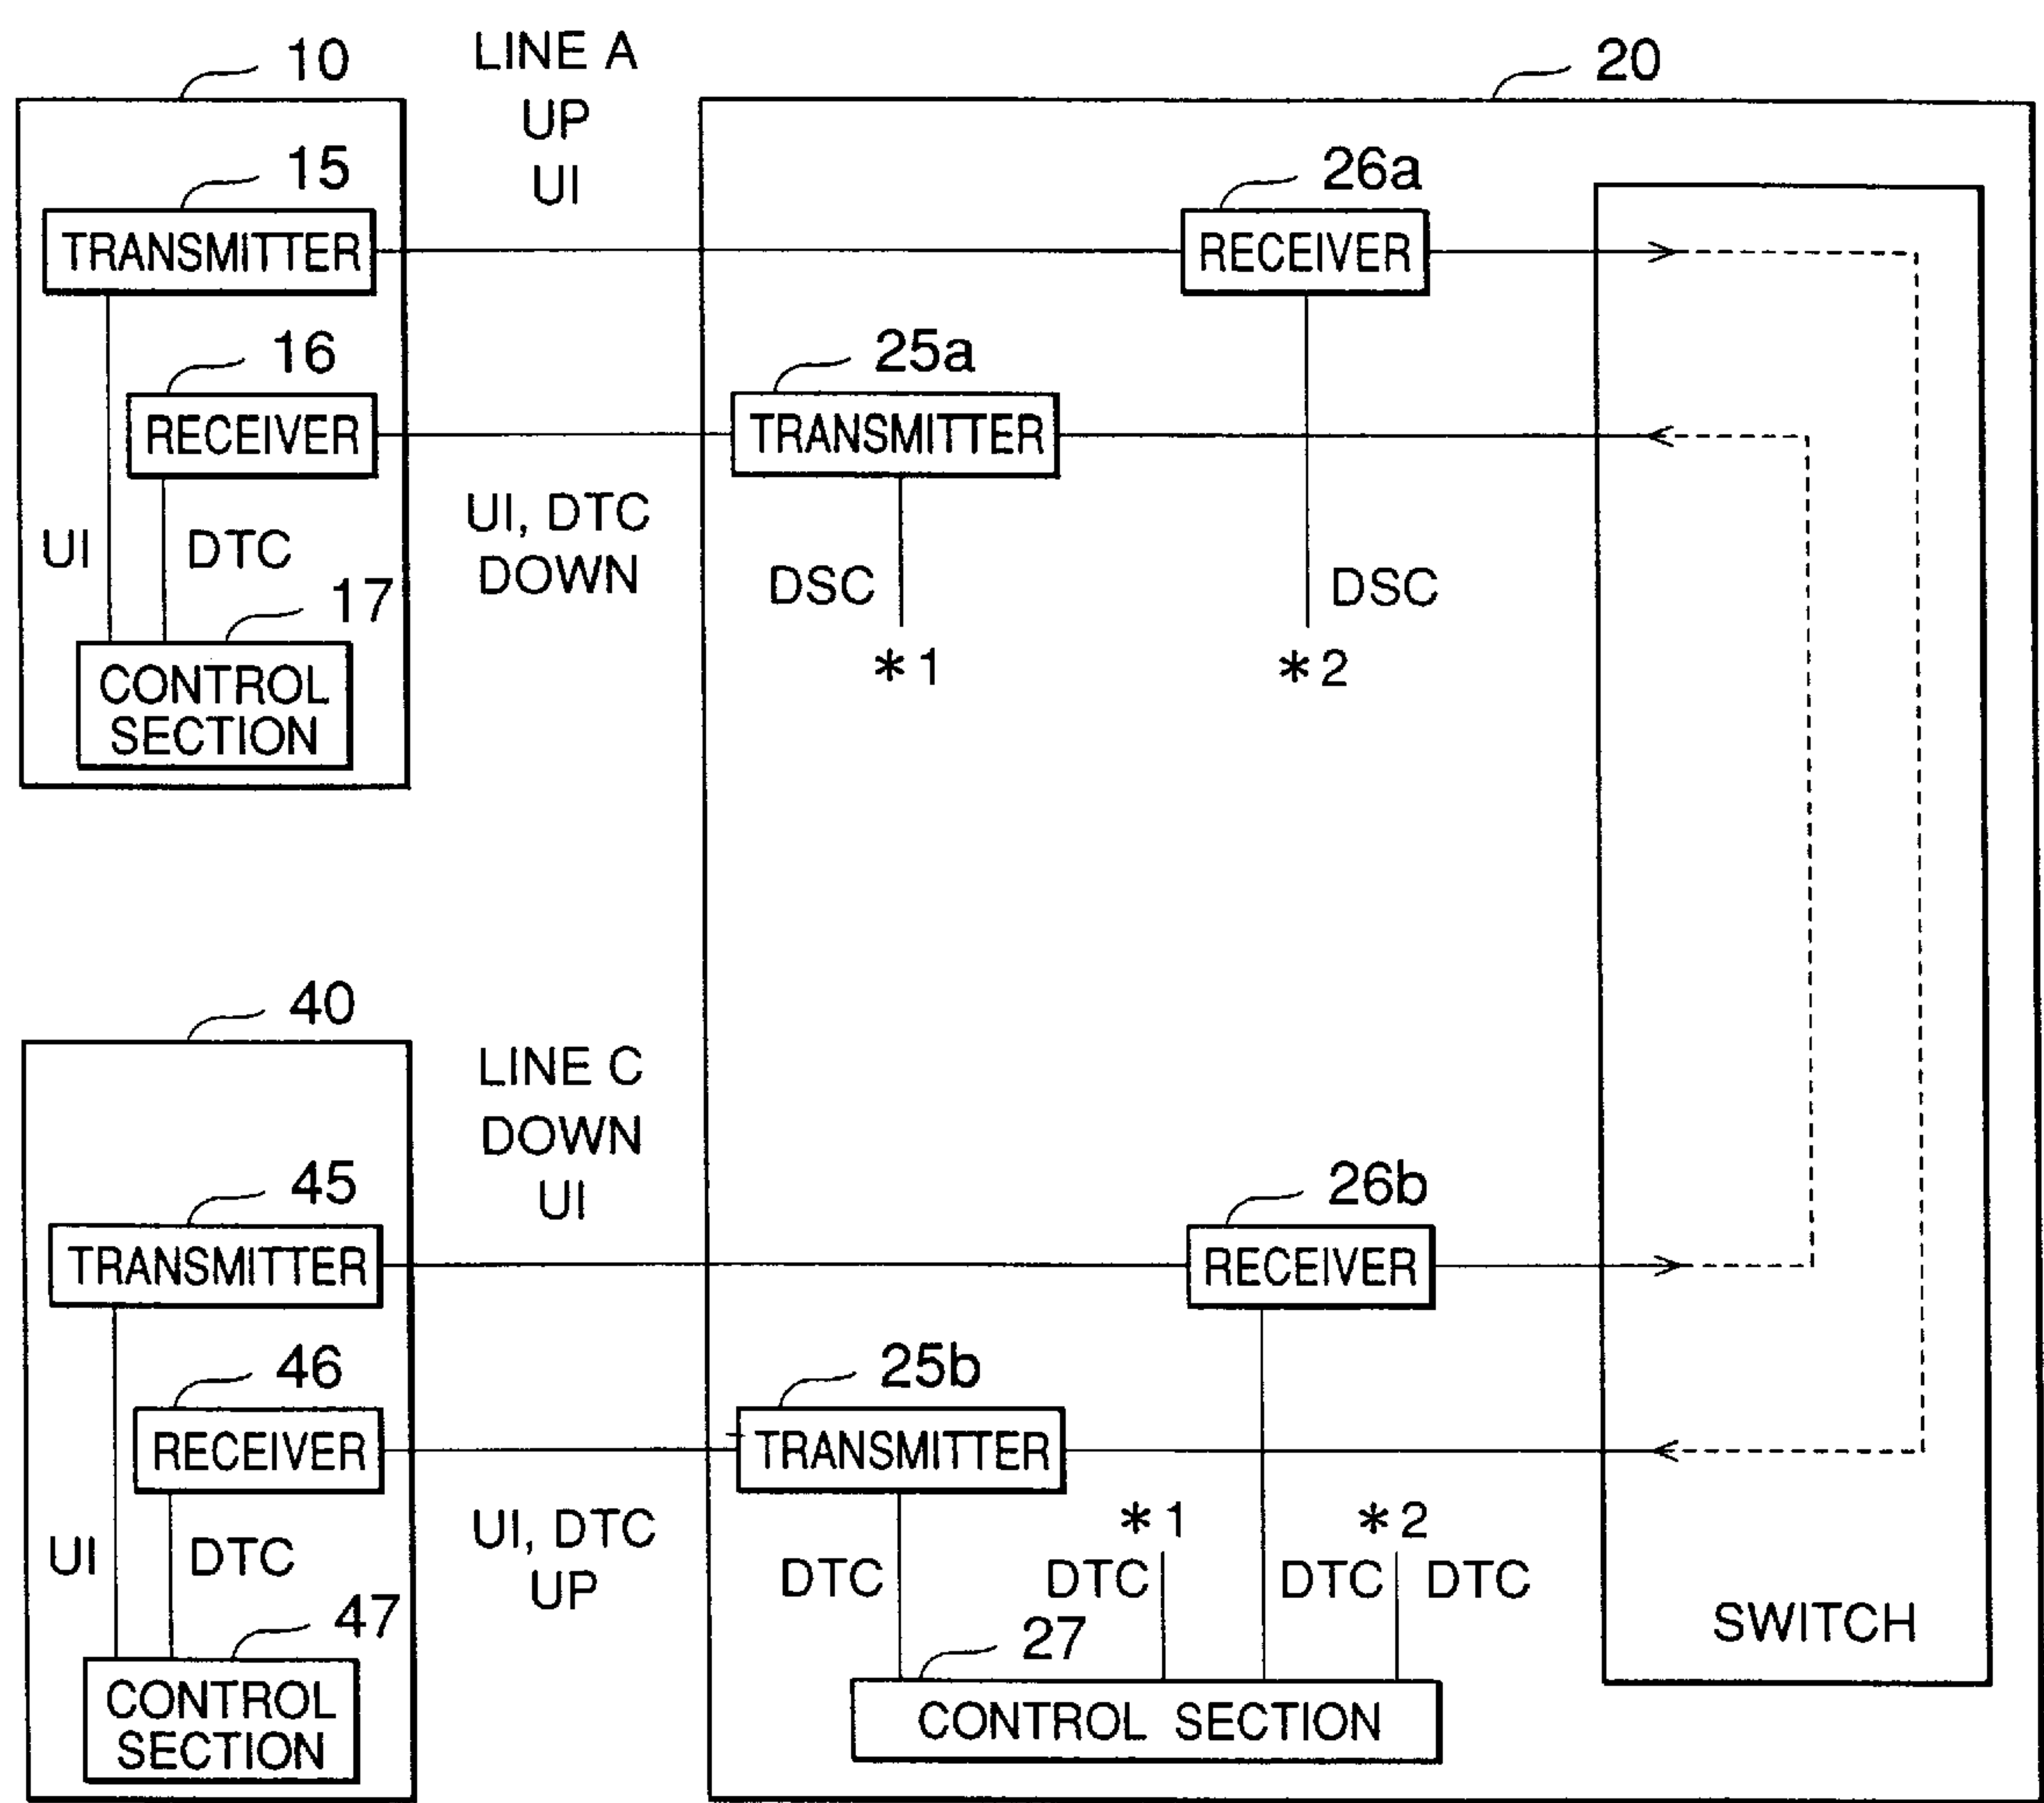 10
LINE A
UP
UI
20
15
TRANSMITTER
26a
RECEIVER
16
RECEIVER
25a
TRANSMITTER
UI
DTC
UI, DTC
DOWN
DSC
DSC
17
*1
*2
CONTROL
SECTION
40
LINE C
DOWN
UI
45
TRANSMITTER
26b
RECEIVER
46
RECEIVER
25b
TRANSMITTER
UI
DTC
UI, DTC
UP
DTC
*1
DTC
DTC
*2
DTC
47
27
SWITCH
CONTROL
SECTION
CONTROL SECTION